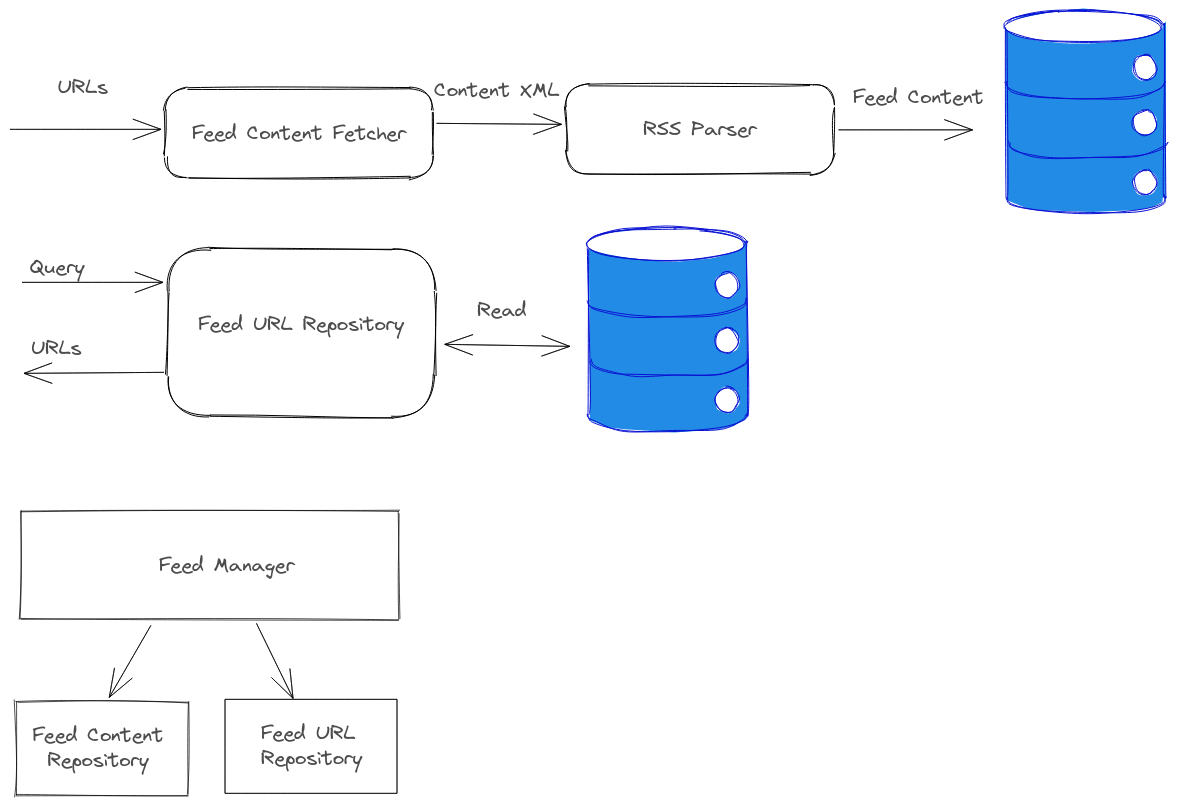 URLs
Content XML
Feed Content
Feed Content Fetcher
RSS Parser
Query
Feed URL Repository
Read
URLs
Feed Manager
Feed Content
Repository
Feed URL
Repository